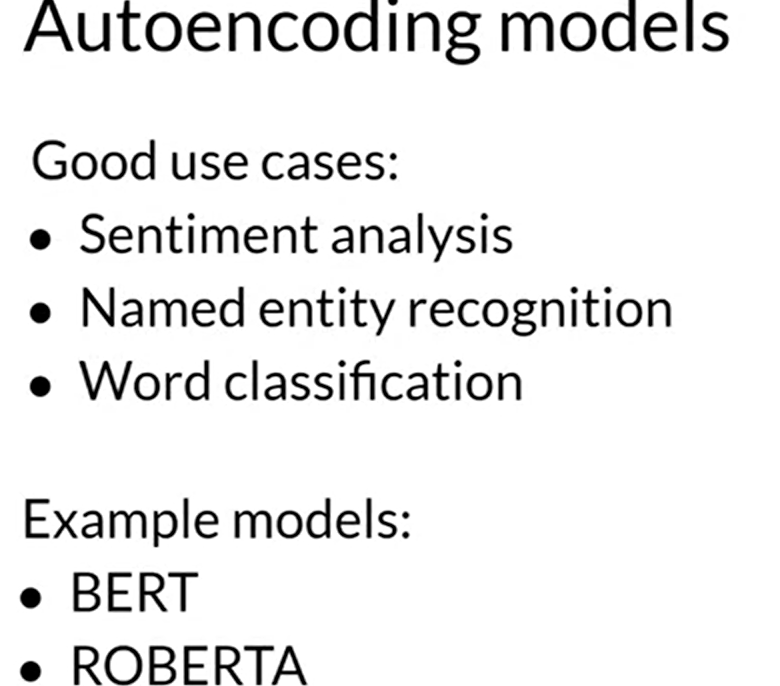 Autoencoding models
Good use cases:
• Sentiment analysis
• Named entity recognition
• Word classification
Example models:
• BERT
• ROBERTA